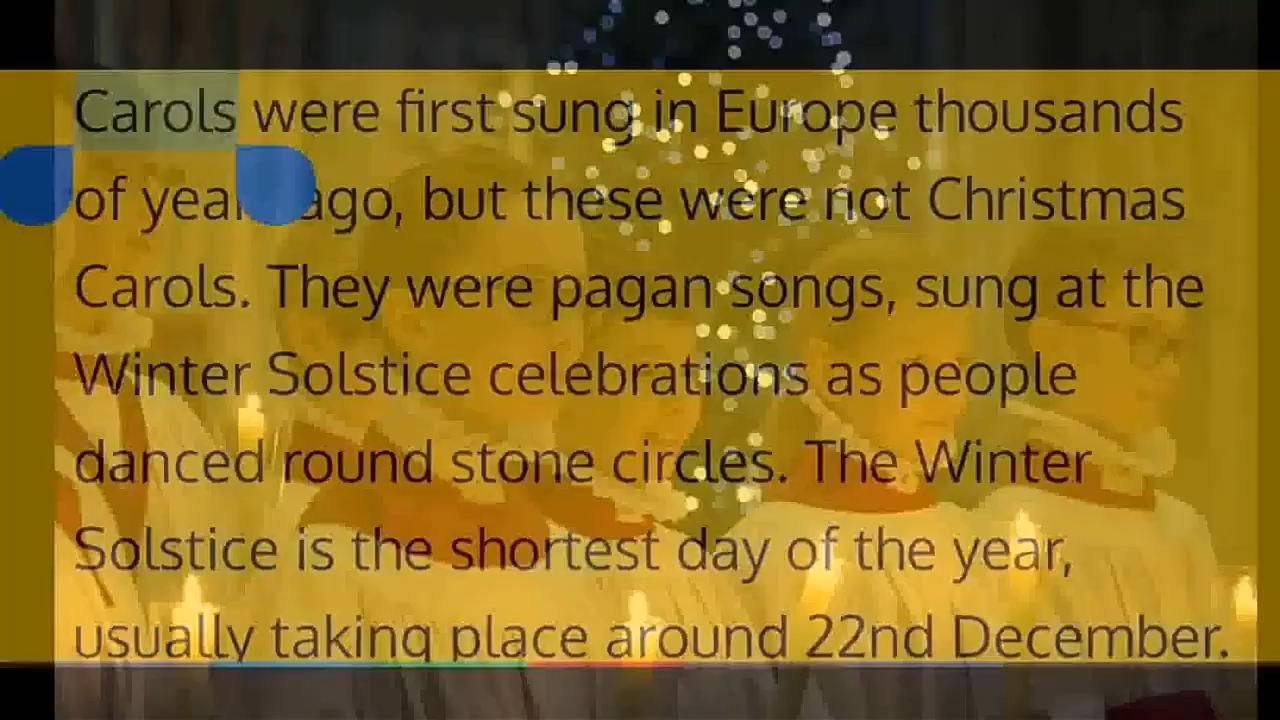 Carols were first sung in Europe thousands
of years ago, but these were not Christmas
Carols. They were pagan songs, sung at the
Winter Solstice celebrations as people
danced round stone circles. The Winter
Solstice is the shortest day of the year,
usually taking place around 22nd December.